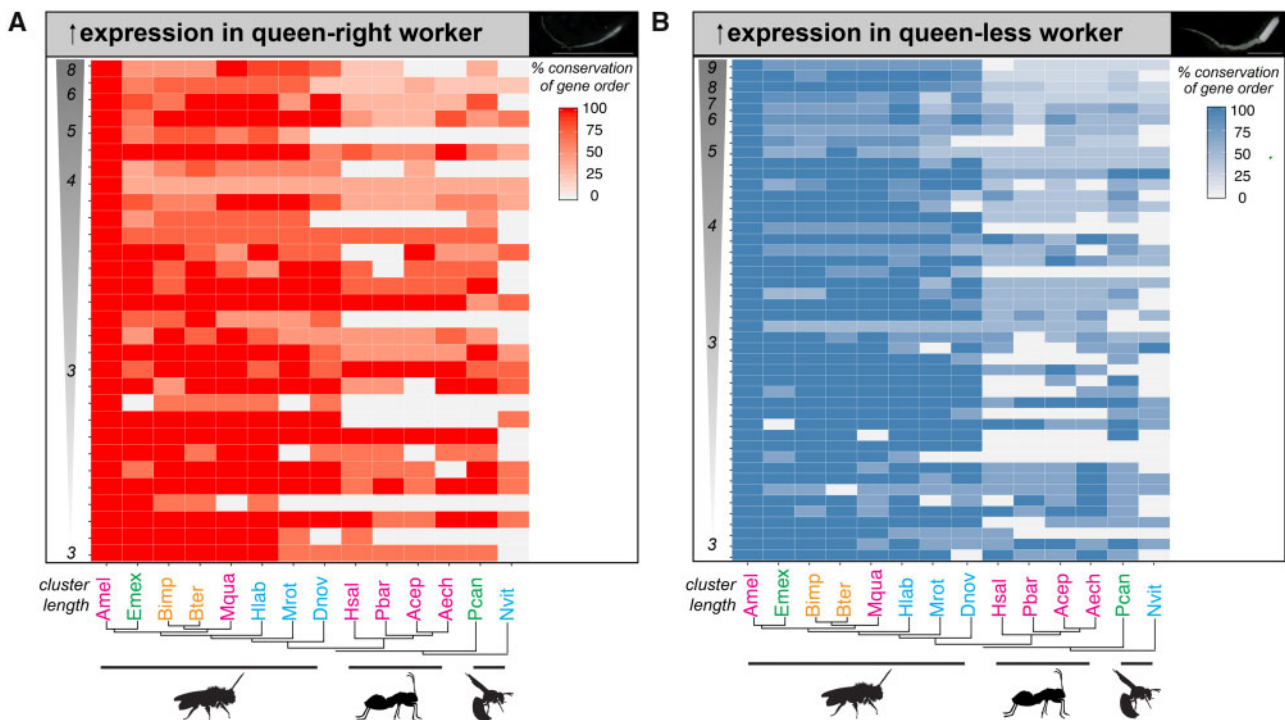 A
↑expression in queen-right worker
8
6
5
4
3
3
% conservation
of gene order
100
75
50
25
0
cluster
length
Amel
Emex
Bimp
Bter
Mqua
Hlab
Mrot
Dnov
Hsal
Pbar
Acep
Aech
Pcan
Nvit
B
↑expression in queen-less worker
9
8
7
6
5
4
3
3
% conservation
of gene order
100
75
50
25
0
cluster
length
Amel
Emex
Bimp
Bter
Mqua
Hlab
Mrot
Dnov
Hsal
Pbar
Acep
Aech
Pcan
Nvit